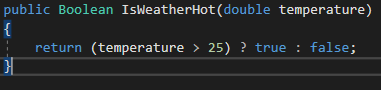 public Boolean IsWeatherHot(double temperature)
{
return (temperature > 25) ? true : false;
}